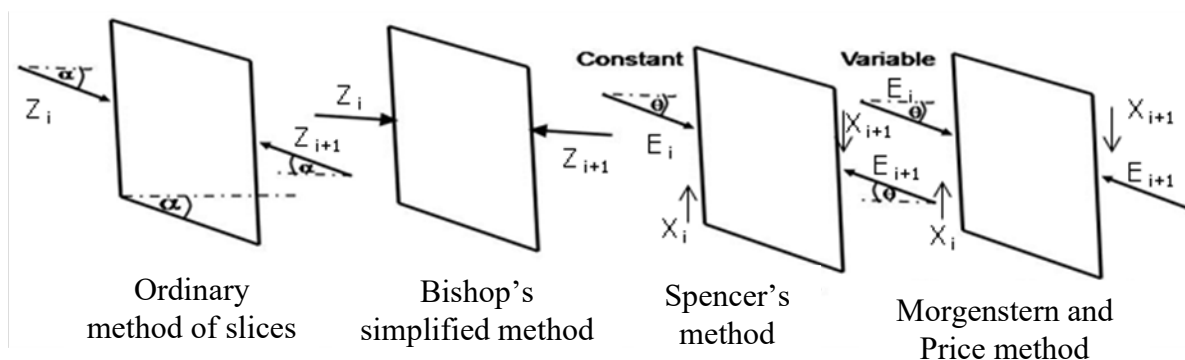 α
Z i
Z i+1
α
α
Z i
Z i+1
Constant
θ
E i
X i+1
E i+1
θ
X i
Variable
E i
θ
X i+1
E i+1
X i
Ordinary
method of slices
Bishop’s
simplified method
Spencer’s
method
Morgenstern and
Price method